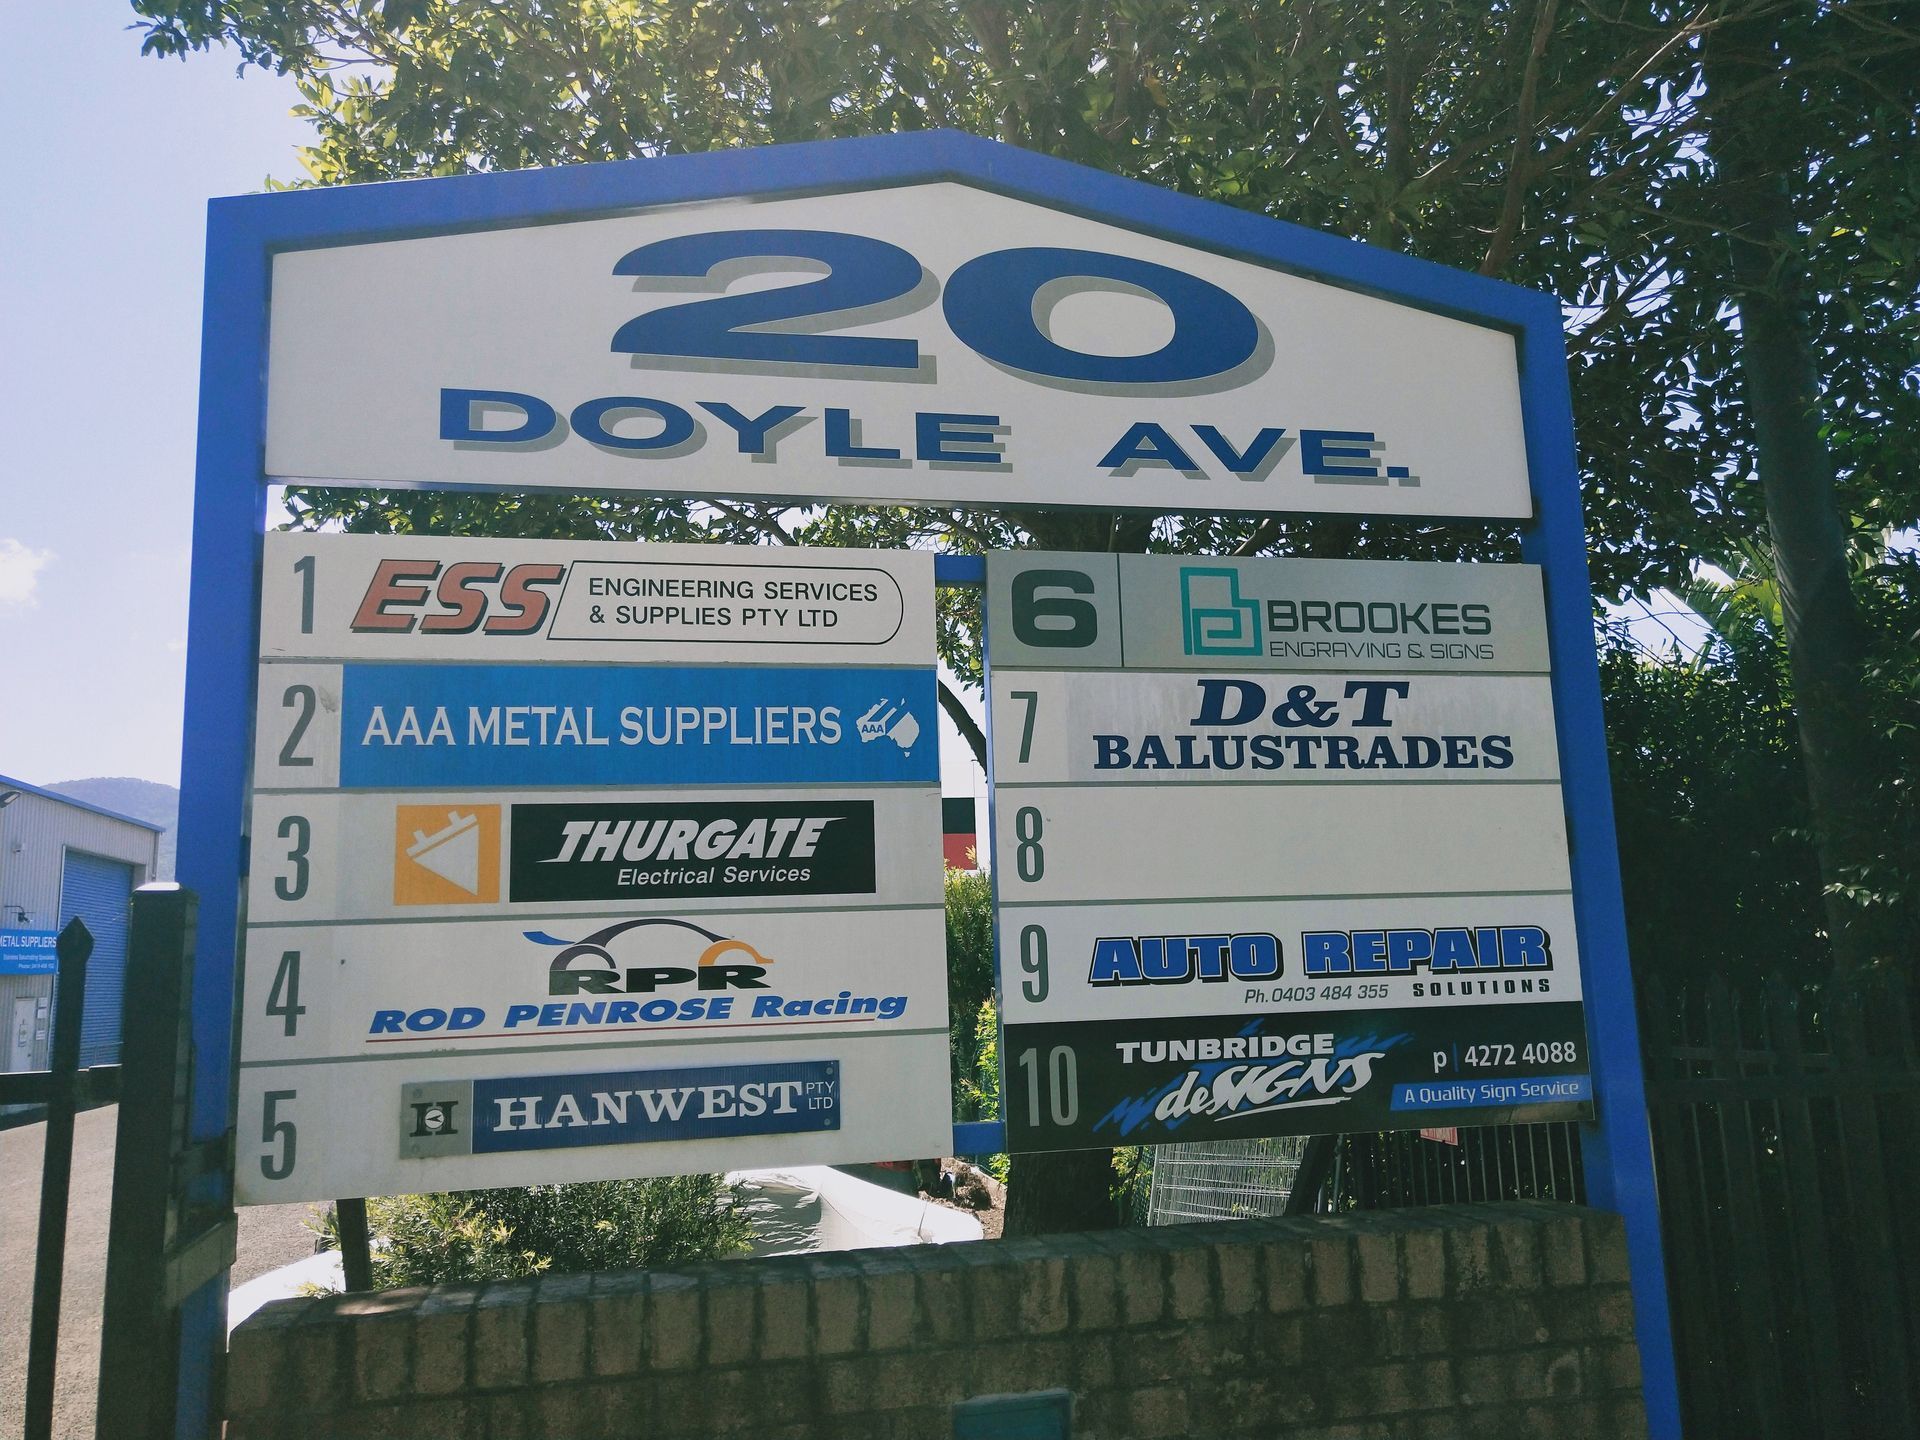 20
DOYLE AVE.
1
ESS
ENGINEERING SERVICES
& SUPPLIES PTY LTD
2
AAA METAL SUPPLIERS
AAA
3
THURGATE
Electrical Services
4
RPR
ROD PENROSE Racing
5
H
HANWEST PTY LTD
6
BROOKES
ENGRAVING & SIGNS
7
D&T
BALUSTRADES
8
9
AUTO REPAIR
Ph. 0403 484 355 SOLUTIONS
10
TUNBRIDGE
deSIGNS
p | 4272 4088
A Quality Sign Service
METAL SUPPLIERS